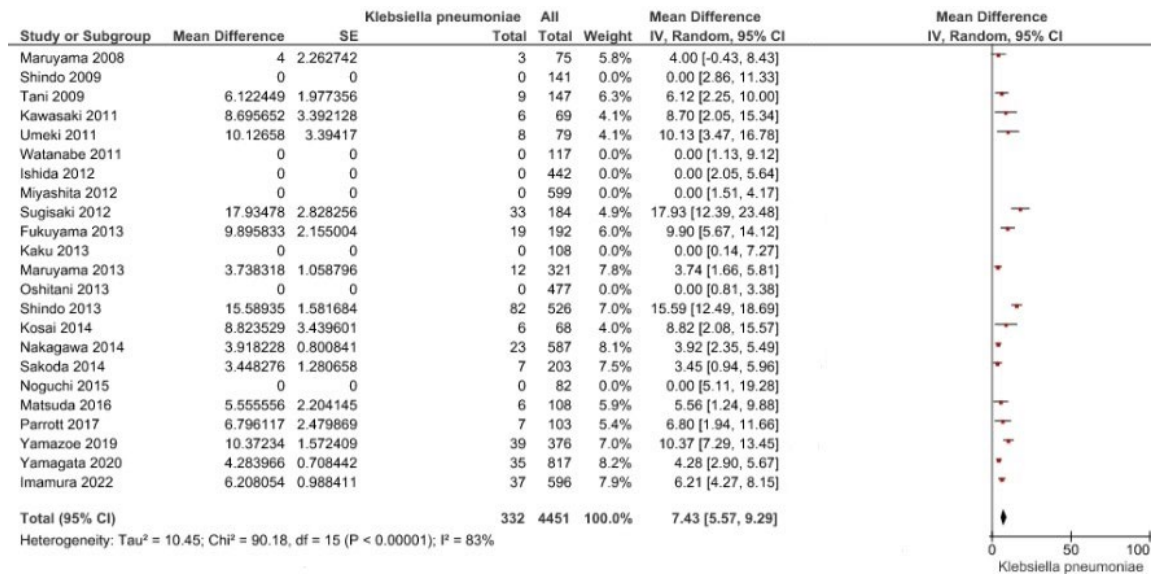 Klebsiella pneumoniae All Mean Difference Mean Difference
Study or Subgroup Mean Difference SE Total Total Weight IV, Random, 95% CI IV, Random, 95% CI
Maruyama 2008 4 2.262742 3 75 5.8% 4.00 [-0.43, 8.43]
Shindo 2009 0 0 0 141 0.0% 0.00 [2.86, 11.33]
Tani 2009 6.122449 1.977356 9 147 6.3% 6.12 [2.25, 10.00]
Kawasaki 2011 8.695652 3.392128 6 69 4.1% 8.70 [2.05, 15.34]
Umeki 2011 10.12658 3.39417 8 79 4.1% 10.13 [3.47, 16.78]
Watanabe 2011 0 0 0 117 0.0% 0.00 [1.13, 9.12]
Ishida 2012 0 0 0 442 0.0% 0.00 [2.05, 5.64]
Miyashita 2012 0 0 0 599 0.0% 0.00 [1.51, 4.17]
Sugisaki 2012 17.93478 2.828256 33 184 4.9% 17.93 [12.39, 23.48]
Fukuyama 2013 9.895833 2.155004 19 192 6.0% 9.90 [5.67, 14.12]
Kaku 2013 0 0 0 108 0.0% 0.00 [0.14, 7.27]
Maruyama 2013 3.738318 1.058796 12 321 7.8% 3.74 [1.66, 5.81]
Oshitani 2013 0 0 0 477 0.0% 0.00 [0.81, 3.38]
Shindo 2013 15.58935 1.581684 82 526 7.0% 15.59 [12.49, 18.69]
Kosai 2014 8.823529 3.439601 6 68 4.0% 8.82 [2.08, 15.57]
Nakagawa 2014 3.918228 0.800841 23 587 8.1% 3.92 [2.35, 5.49]
Sakoda 2014 3.448276 1.280658 7 203 7.5% 3.45 [0.94, 5.96]
Noguchi 2015 0 0 0 82 0.0% 0.00 [5.11, 19.28]
Matsuda 2016 5.555556 2.204145 6 108 5.9% 5.56 [1.24, 9.88]
Parrott 2017 6.796117 2.479869 7 103 5.4% 6.80 [1.94, 11.66]
Yamazoe 2019 10.37234 1.572409 39 376 7.0% 10.37 [7.29, 13.45]
Yamagata 2020 4.283966 0.708442 35 817 8.2% 4.28 [2.90, 5.67]
Imamura 2022 6.208054 0.988411 37 596 7.9% 6.21 [4.27, 8.15]
Total (95% CI) 332 4451 100.0% 7.43 [5.57, 9.29]
Heterogeneity: Tau² = 10.45; Chi² = 90.18, df = 15 (P < 0.00001); I² = 83%
0 50 100
Klebsiella pneumoniae